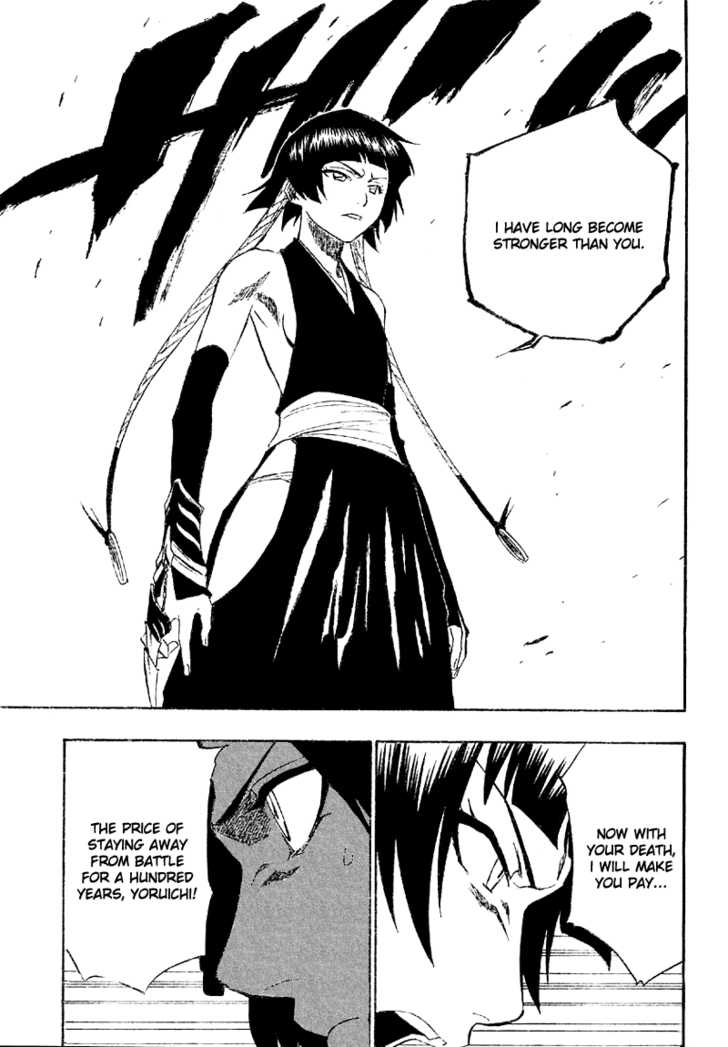 I HAVE LONG BECOME
STRONGER THAN YOU.
NOW WITH
YOUR DEATH,
I WILL MAKE
YOU PAY...
THE PRICE OF
STAYING AWAY
FROM BATTLE
FOR A HUNDRED
YEARS, YORUICHI!